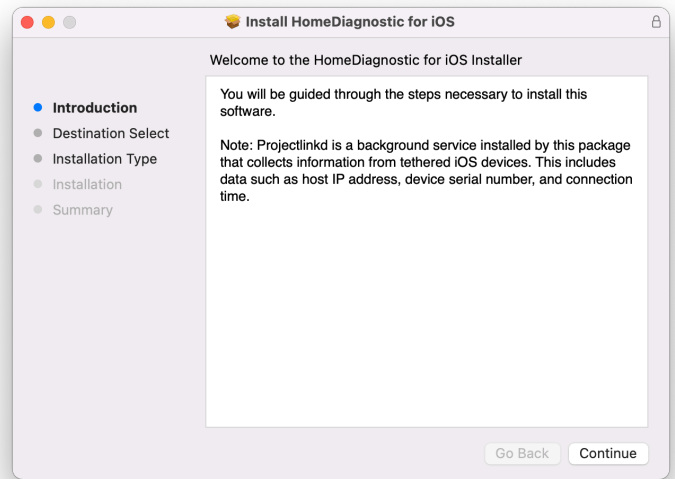 Install HomeDiagnostic for iOS
Welcome to the HomeDiagnostic for iOS Installer
Introduction
Destination Select
Installation Type
Installation
Summary
You will be guided through the steps necessary to install this
software.
Note: Projectlinkd is a background service installed by this package
that collects information from tethered iOS devices. This includes
data such as host IP address, device serial number, and connection
time.
Go Back
Continue